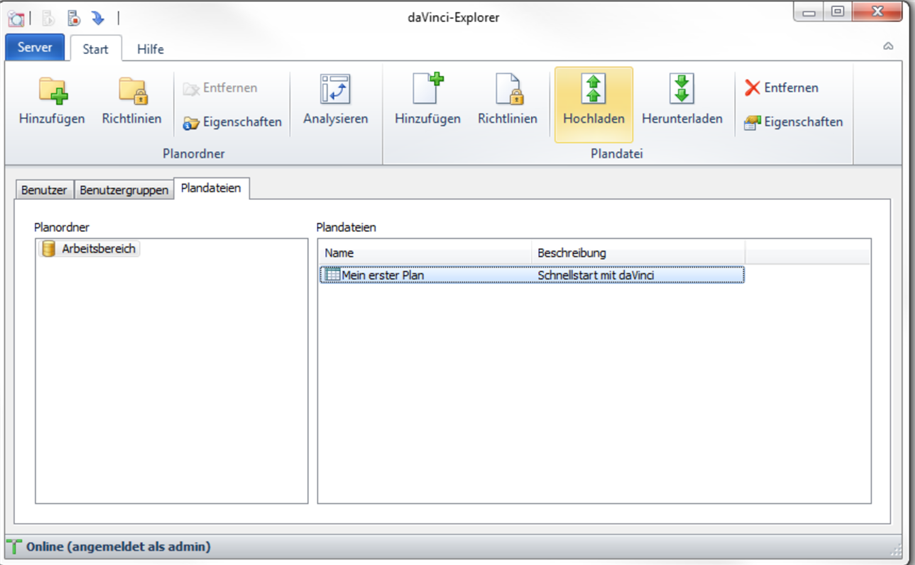 daVinci-Explorer
Server Start Hilfe
Hinzufügen Richtlinien Entfernen Eigenschaften Analysieren Hinzufügen Richtlinien Hochladen Herunterladen Entfernen Eigenschaften
Planordner Plandatei
Benutzer Benutzergruppen Plandateien
Planordner Plandateien
Arbeitsbereich Name Beschreibung
Mein erster Plan Schnellstart mit daVinci
Online (angemeldet als admin)